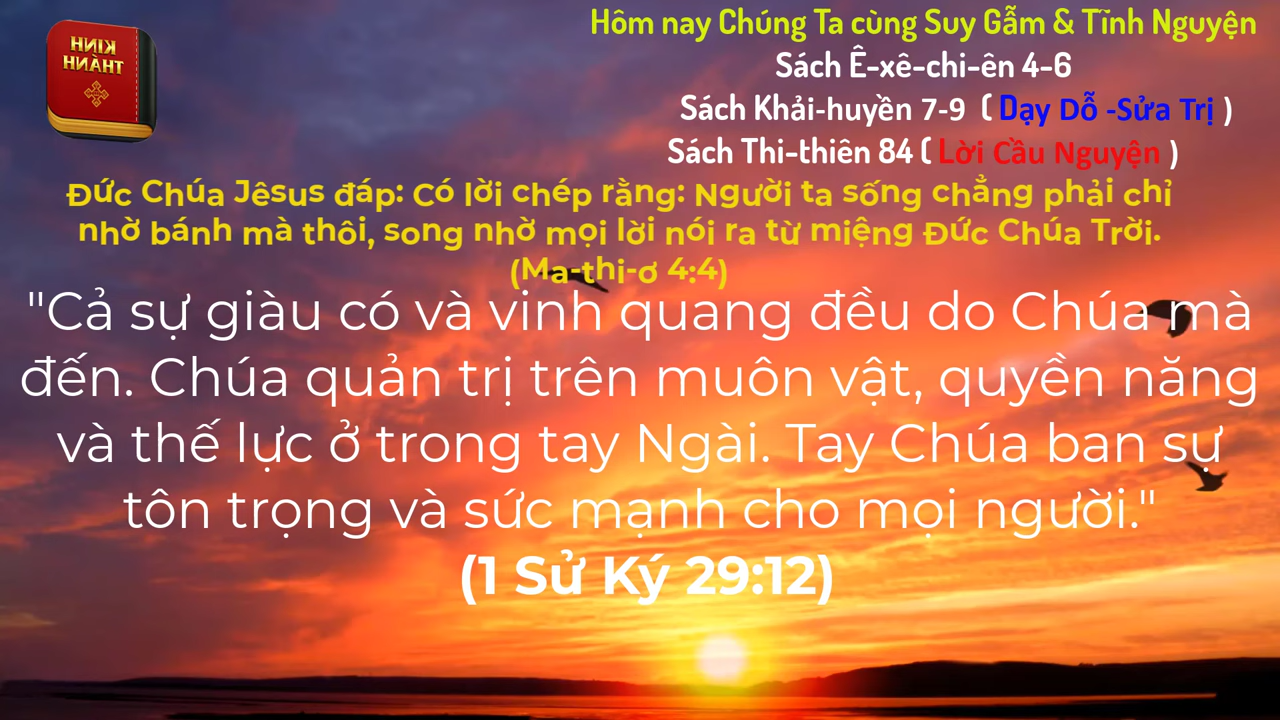 KINH
THÁNH
Hôm nay Chúng Ta cùng Suy Gẫm & Tĩnh Nguyện
Sách Ê-xê-chi-ên 4-6
Sách Khải-huyền 7-9 ( Dạy Dỗ -Sửa Trị )
Sách Thi-thiên 84 ( Lời Cầu Nguyện )
Đức Chúa Jêsus đáp: Có lời chép rằng: Người ta sống chẳng phải chỉ
nhờ bánh mà thôi, song nhờ mọi lời nói ra từ miệng Đức Chúa Trời.
(Ma-thi-ơ 4:4)
"Cả sự giàu có và vinh quang đều do Chúa mà
đến. Chúa quản trị trên muôn vật, quyền năng
và thế lực ở trong tay Ngài. Tay Chúa ban sự
tôn trọng và sức mạnh cho mọi người."
(1 Sử Ký 29:12)